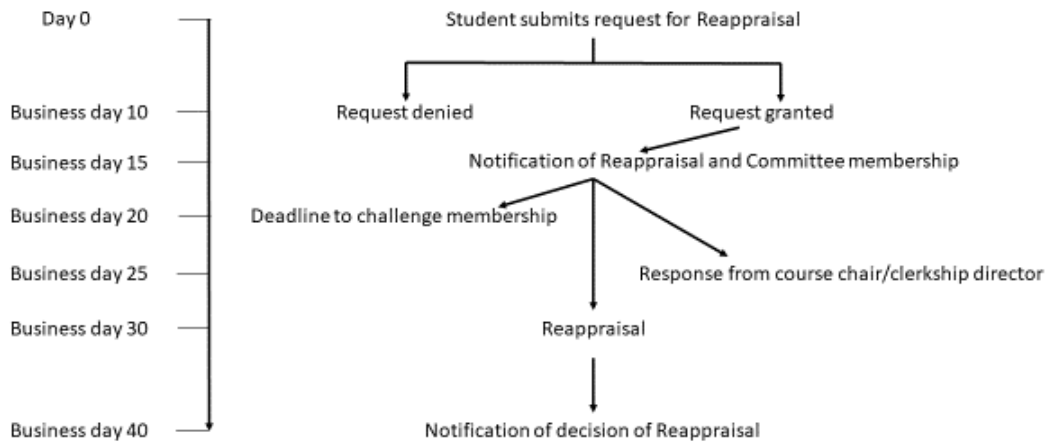 Day 0
Student submits request for Reappraisal
Business day 10
Request denied
Request granted
Business day 15
Notification of Reappraisal and Committee membership
Business day 20
Deadline to challenge membership
Business day 25
Response from course chair/clerkship director
Business day 30
Reappraisal
Business day 40
Notification of decision of Reappraisal